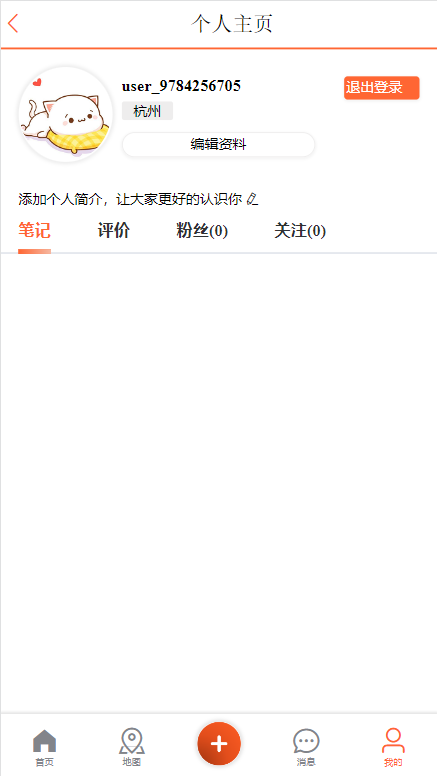 个人主页
user_9784256705
退出登录
杭州
编辑资料
添加个人简介，让大家更好的认识你
笔记 评价 粉丝(0) 关注(0)
首页 地图 消息 我的